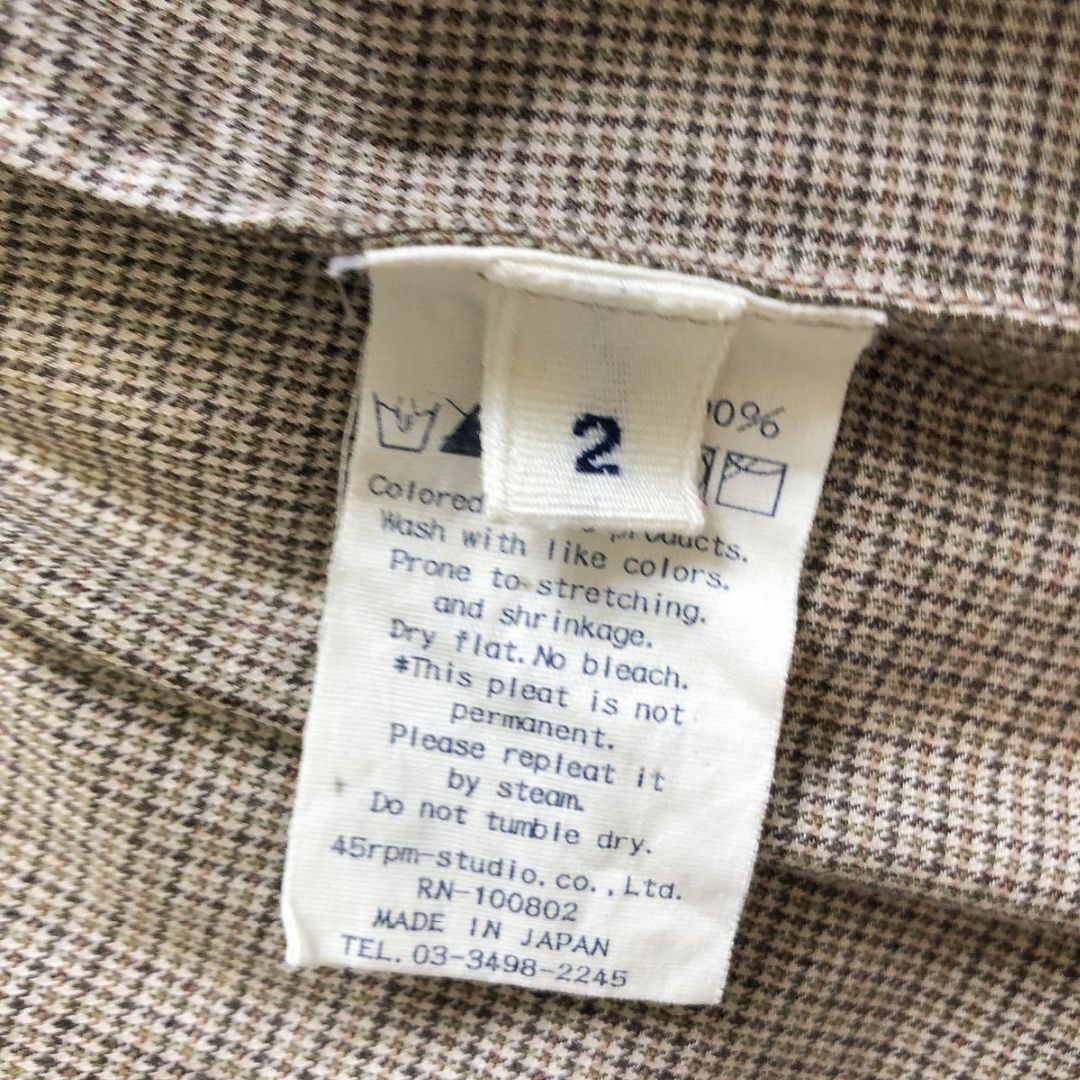 2
0%
Colored
products.
Wash with like colors.
Prone to stretching.
and shrinkage.
Dry flat.No bleach.
*This pleat is not
permanent.
Please repleat it
by steam.
Do not tumble dry.
45rpm-studio.co.,Ltd.
RN-100802
MADE IN JAPAN
TEL. 03-3498-2245